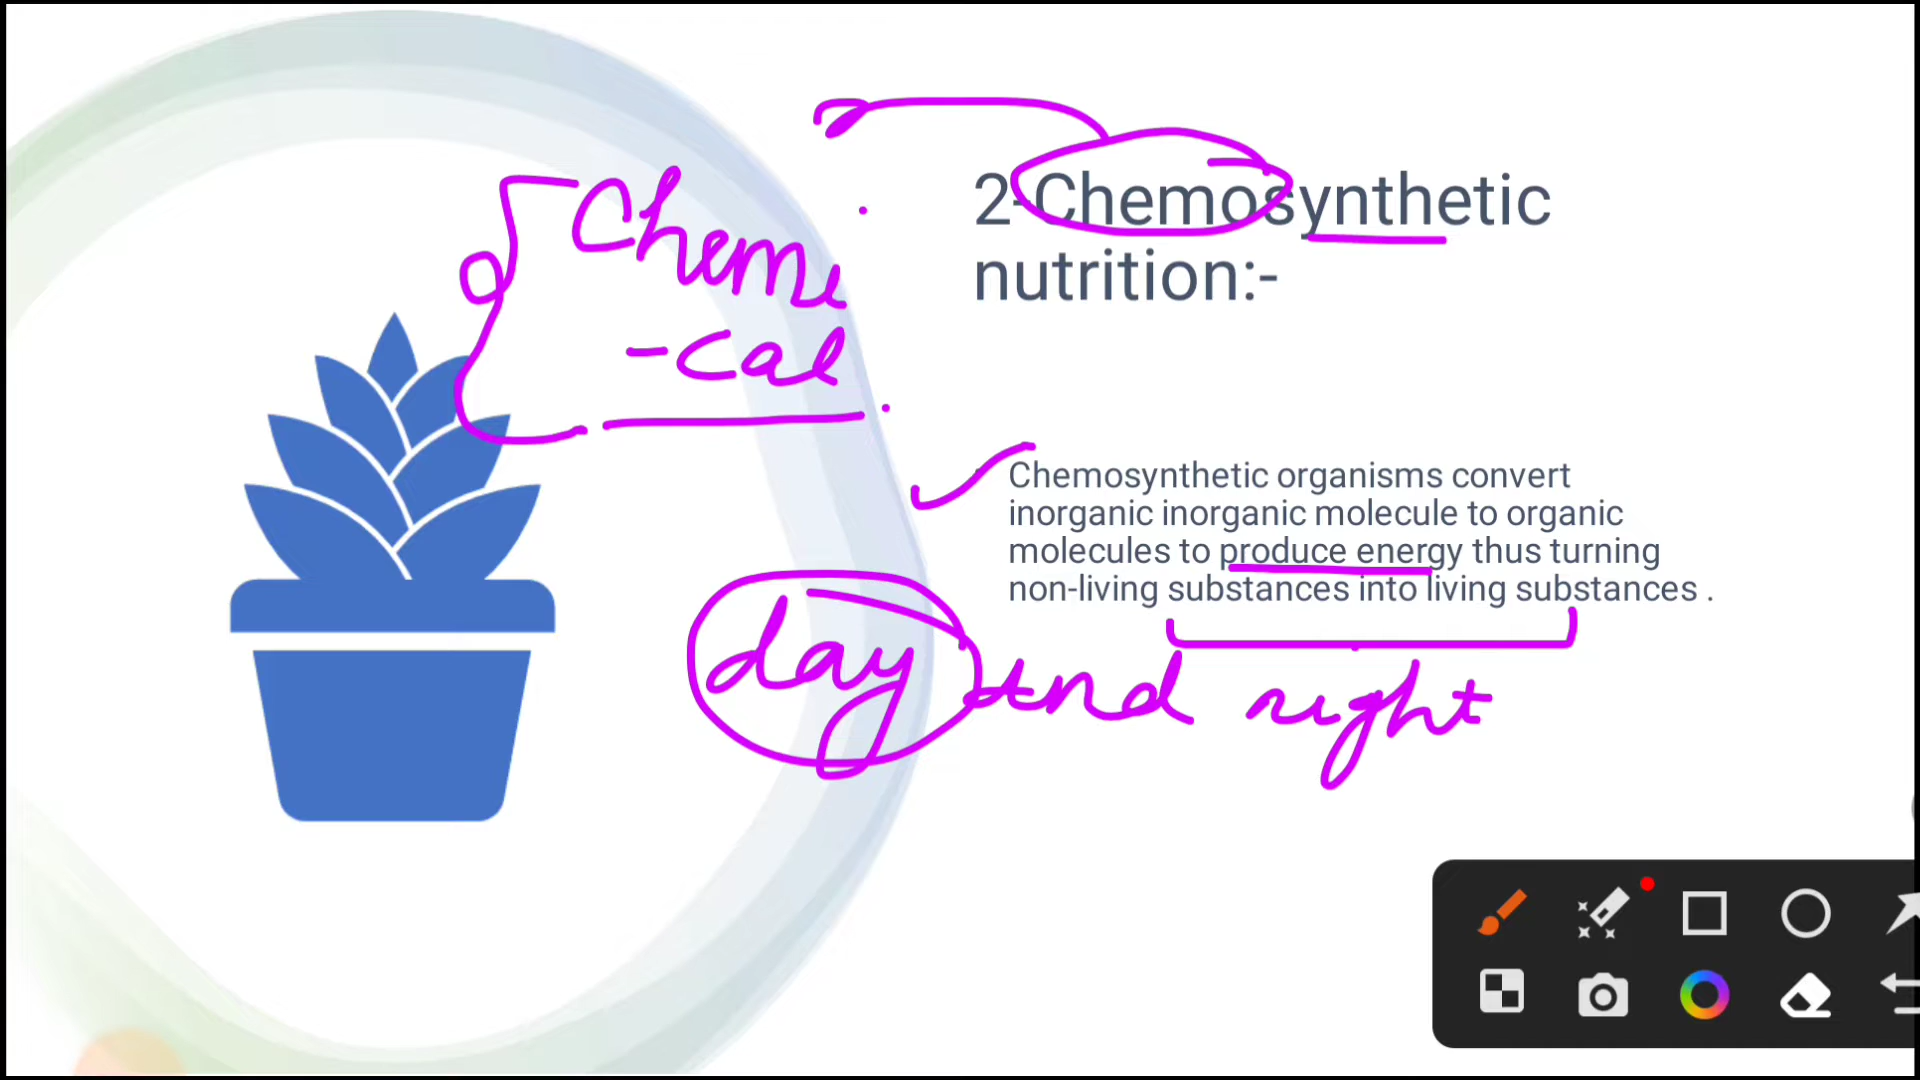 2-Chemosynthetic
nutrition:-
Chemi
-cal
Chemosynthetic organisms convert
inorganic inorganic molecule to organic
molecules to produce energy thus turning
non-living substances into living substances .
day and night